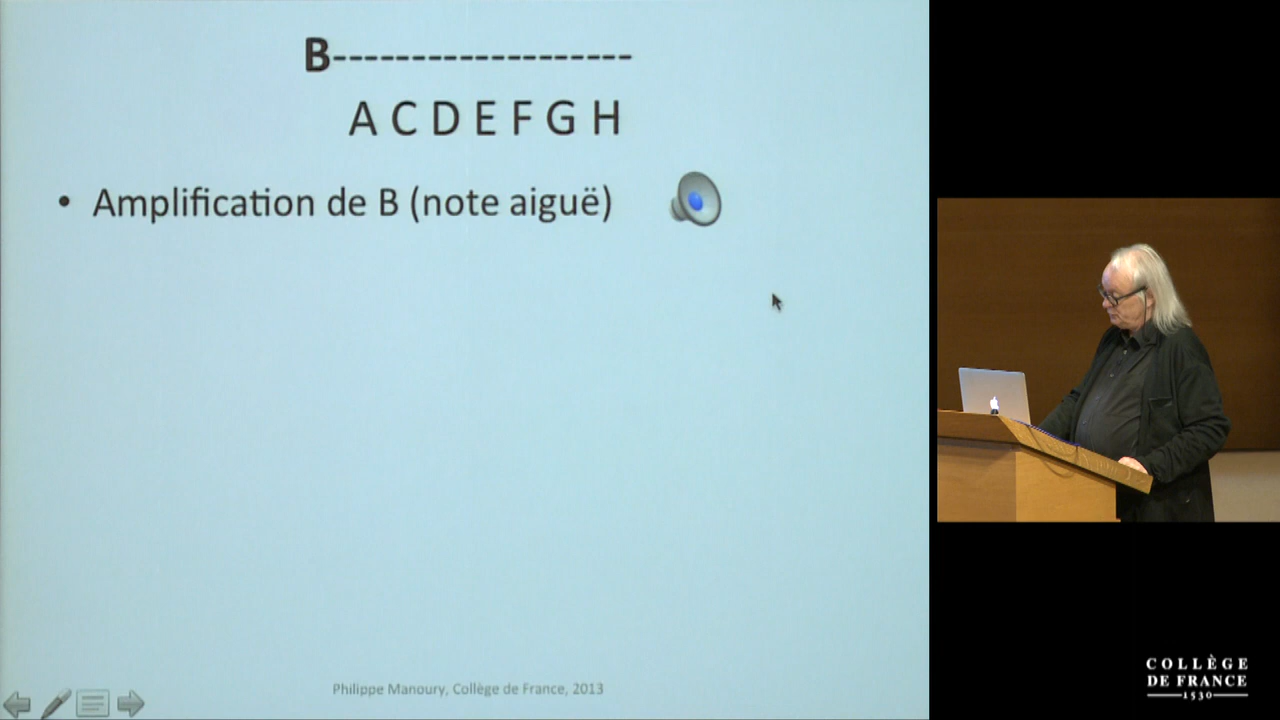 B-------------------
A C D E F G H
• Amplification de B (note aiguë)
Philippe Manoury, Collège de France, 2013
COLLÈGE
DE FRANCE
1530